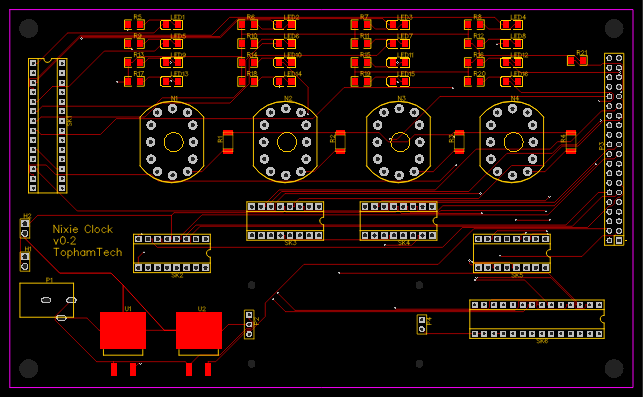 R5 LED1 R6 LED2 R7 LED3 R8 LED4
R9 LED5 R10 LED6 R11 LED7 R12 LED8
R13 LED9 R14 LED10 R15 LED11 R16 LED12 R21
R17 LED13 R18 LED14 R19 LED15 R20 LED16
N1 N2 N3 N4
R1 R2 R3 R4
P3
SK3 SK4
H2
Nixie Clock
v0.2
TophamTech
H1
SK2 SK5
P1
U1 U2
P2 P4
SK6